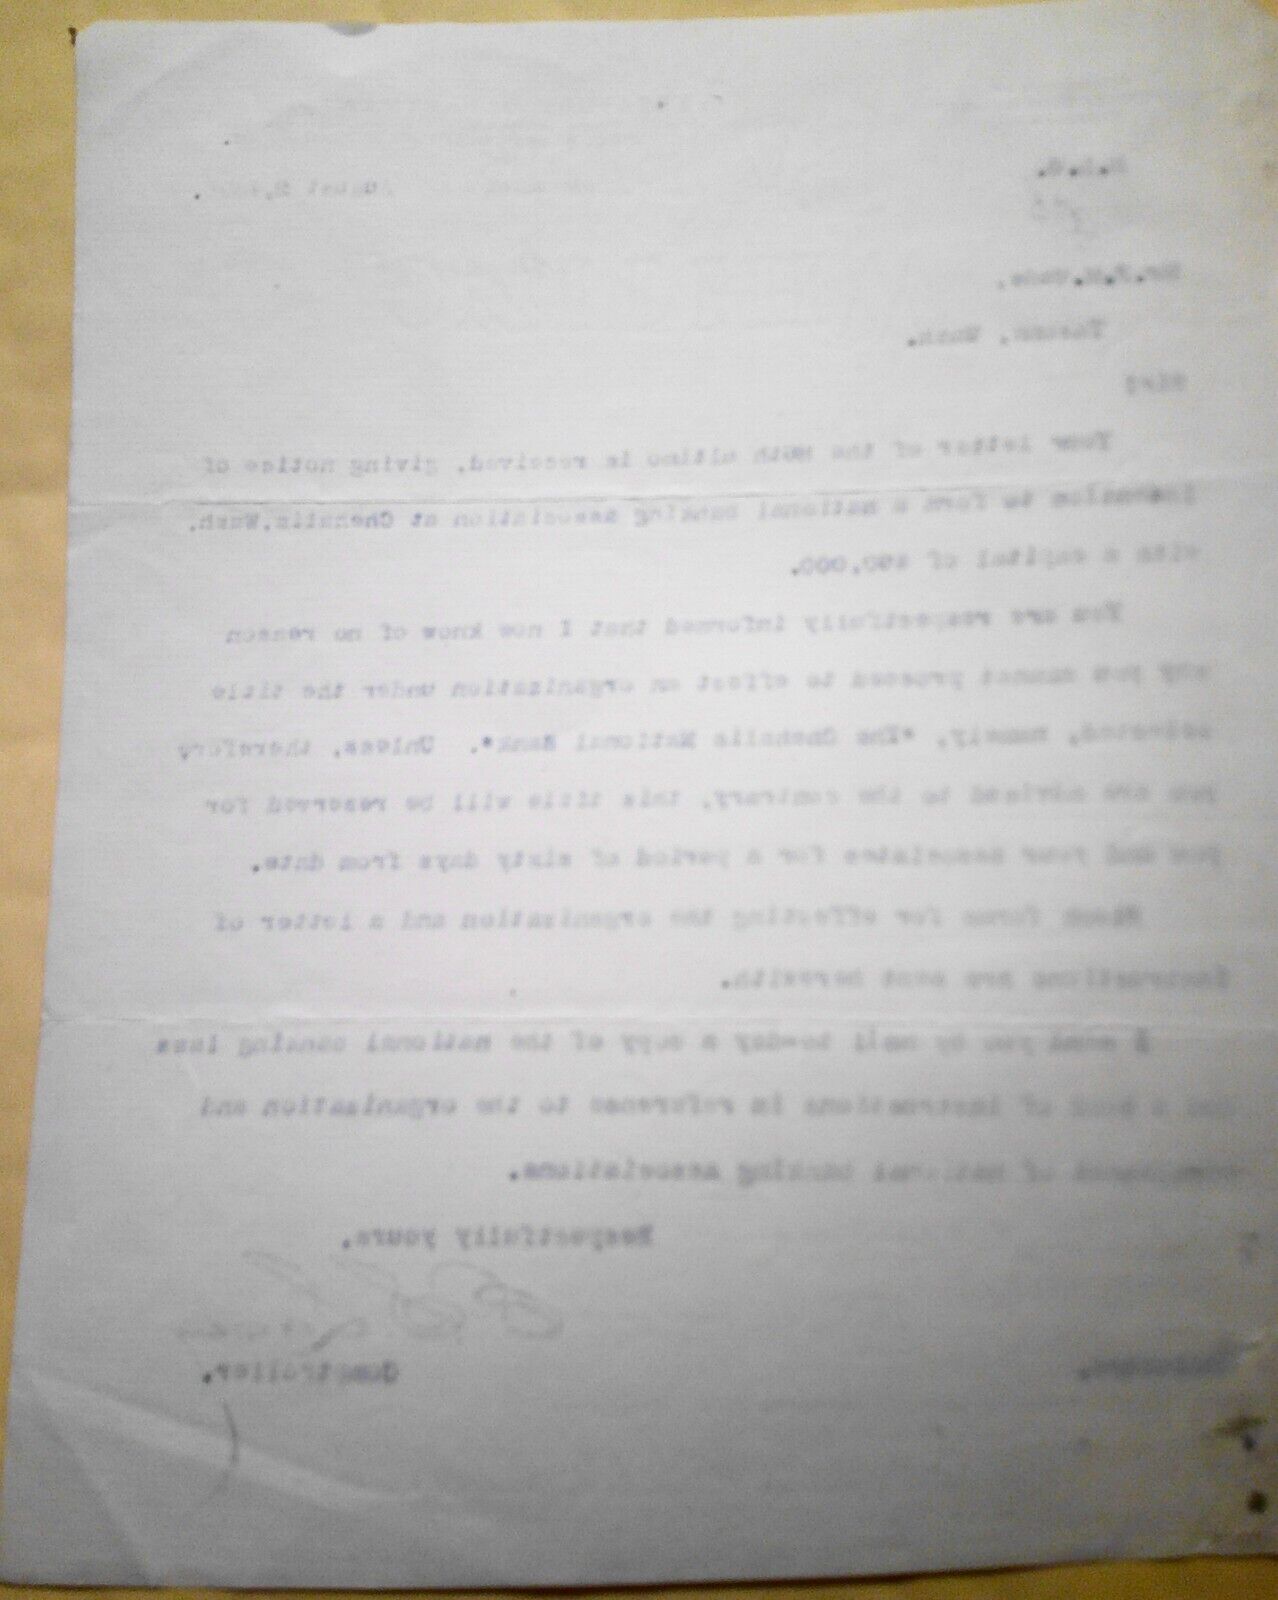 Tacoma, Wash.
Sir:
Your letter of the ultimo is received, giving notice of
intention to form a national banking association at Chehalis, Wash.
with a capital of
You are respectfully informed that I now know of no reason
why you cannot proceed to effect an organization under the title
selected, namely, "The Chehalis National Bank". Unless, therefore,
you are advised to the contrary, this title will be reserved for
you and your associates for a period of sixty days from date.
Blank forms for effecting the organization and a letter of
instructions are sent herewith.
I send you by mail to-day a copy of the national banking laws
and a book of instructions in reference to the organization and
of national banking associations.
Respectfully yours,
Comptroller.